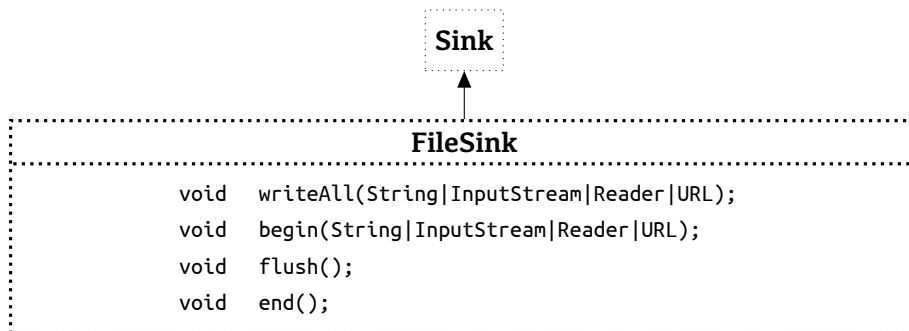 Sink
FileSink
void writeAll(String|InputStream|Reader|URL);
void begin(String|InputStream|Reader|URL);
void flush();
void end();